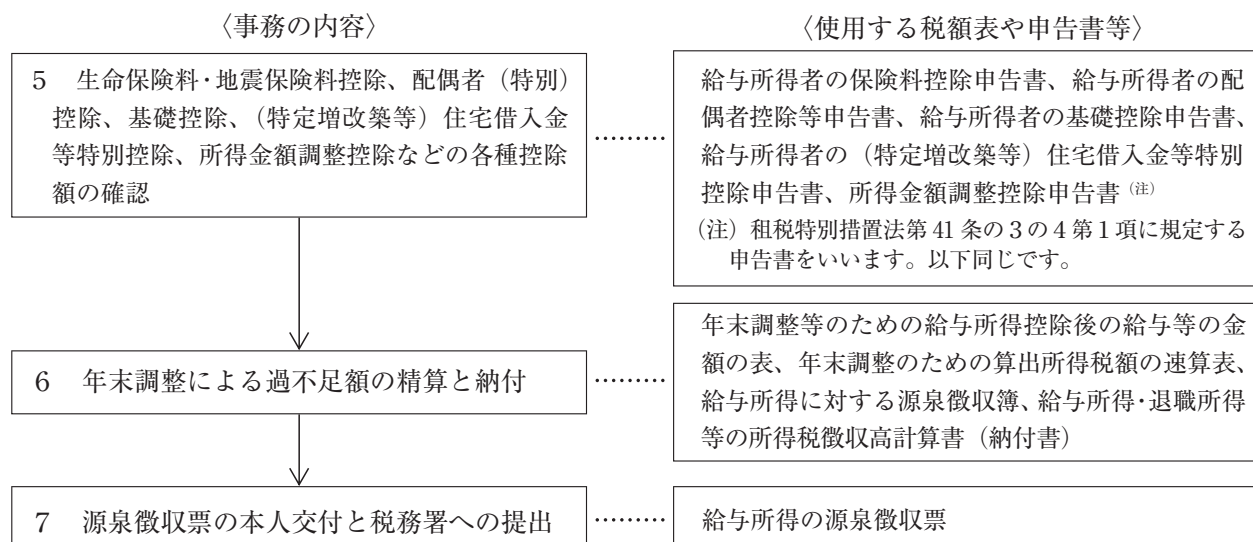 〈事務の内容〉
〈使用する税額表や申告書等〉
5 生命保険料・地震保険料控除、配偶者(特別)
控除、基礎控除、(特定増改築等)住宅借入金
等特別控除、所得金額調整控除などの各種控除
額の確認
………
給与所得者の保険料控除申告書、給与所得者の配
偶者控除等申告書、給与所得者の基礎控除申告書、
給与所得者の(特定増改築等)住宅借入金等特別
控除申告書、所得金額調整控除申告書(注)
(注)租税特別措置法第41条の3の4第1項に規定する
申告書をいいます。以下同じです。
6 年末調整による過不足額の精算と納付
………
年末調整等のための給与所得控除後の給与等の金
額の表、年末調整のための算出所得税額の速算表、
給与所得に対する源泉徴収簿、給与所得・退職所得
等の所得税徴収高計算書(納付書)
7 源泉徴収票の本人交付と税務署への提出
………
給与所得の源泉徴収票